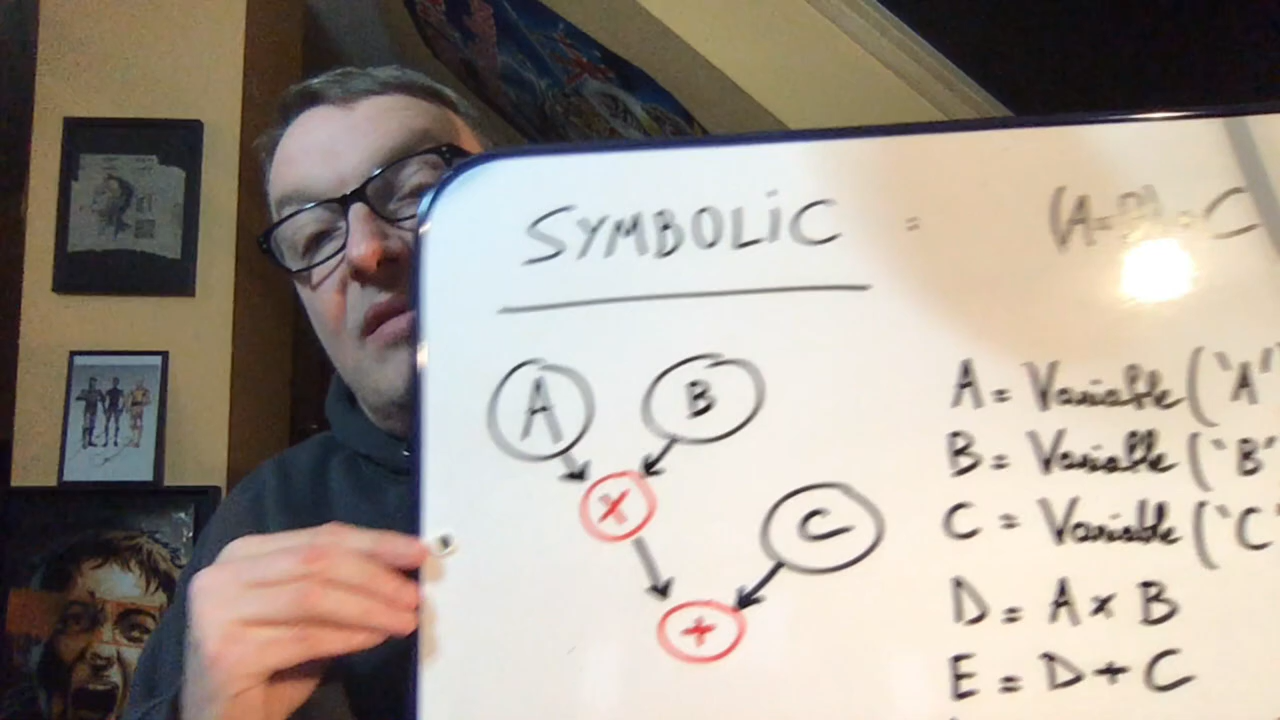 SYMBOLIC =
A B
×
C
+
A = Variable('A'
B = Variable('B'
C = Variable('C'
D = A × B
E = D + C